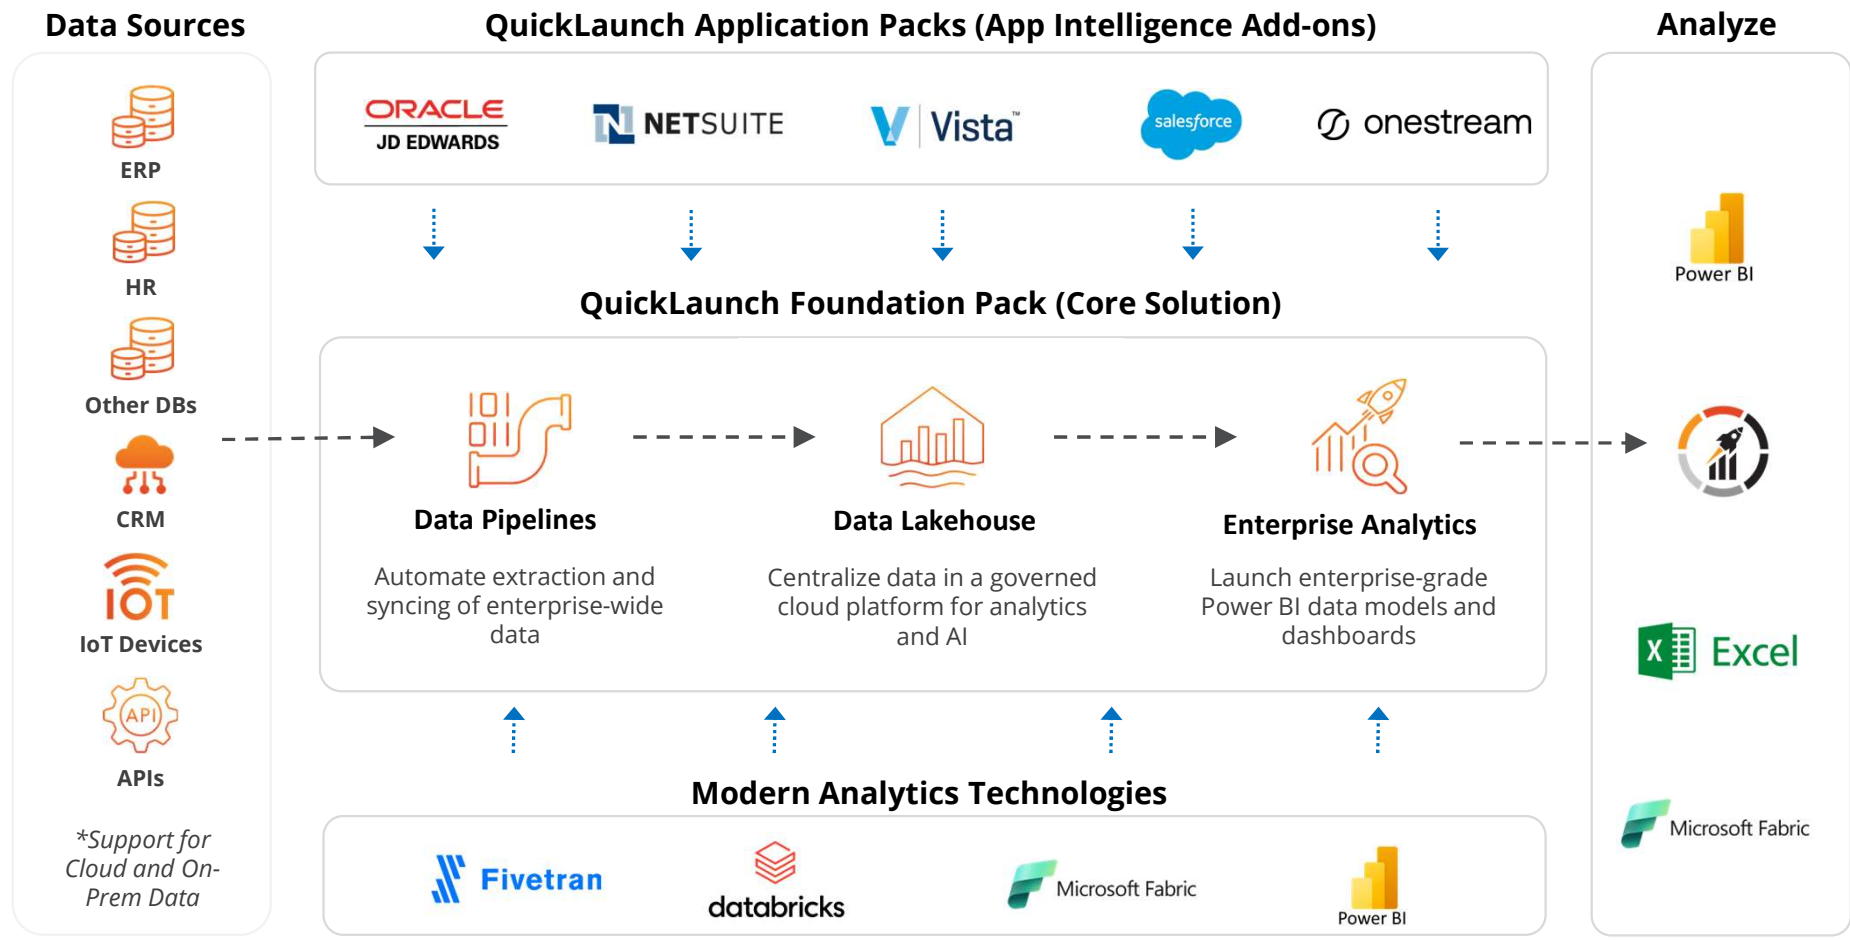 Data Sources
ERP
HR
Other DBs
CRM
IOT
IoT Devices
API
APIs
*Support for
Cloud and On-
Prem Data
QuickLaunch Application Packs (App Intelligence Add-ons)
ORACLE
JD EDWARDS
N NETSUITE
Vista™
salesforce
onestream
QuickLaunch Foundation Pack (Core Solution)
Data Pipelines
Automate extraction and
syncing of enterprise-wide
data
Data Lakehouse
Centralize data in a governed
cloud platform for analytics
and AI
Enterprise Analytics
Launch enterprise-grade
Power BI data models and
dashboards
Modern Analytics Technologies
Fivetran
databricks
Microsoft Fabric
Power BI
Analyze
Power BI
X Excel
Microsoft Fabric